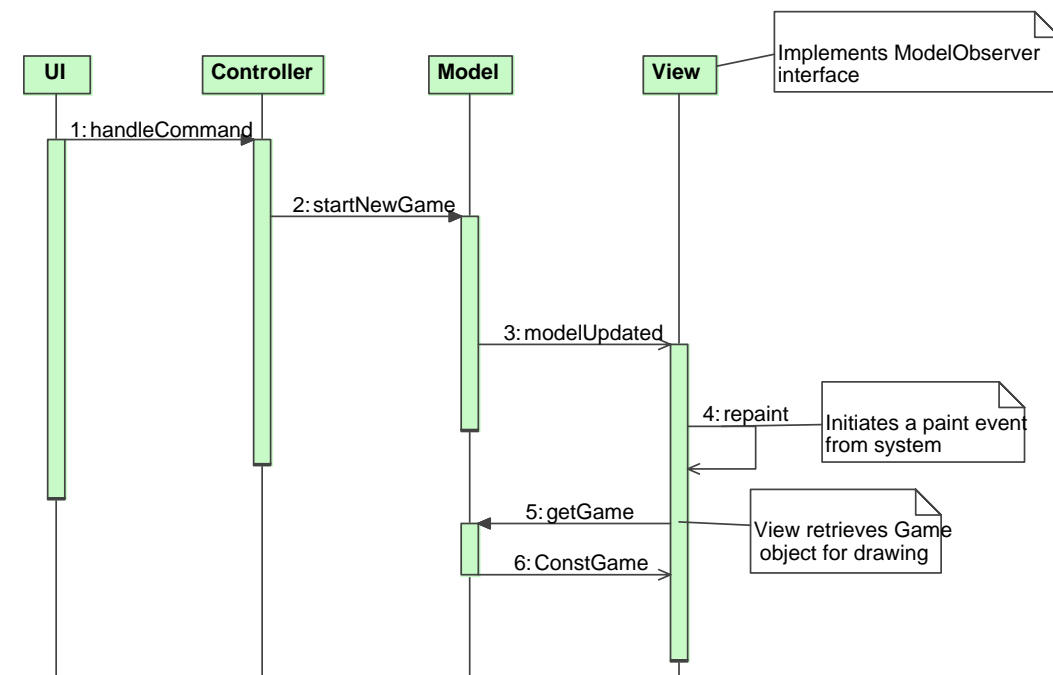 Implements ModelObserver
interface
UI
Controller
Model
View
1: handleCommand
2: startNewGame
3: modelUpdated
4: repaint
Initiates a paint event
from system
5: getGame
View retrieves Game
object for drawing
6: ConstGame